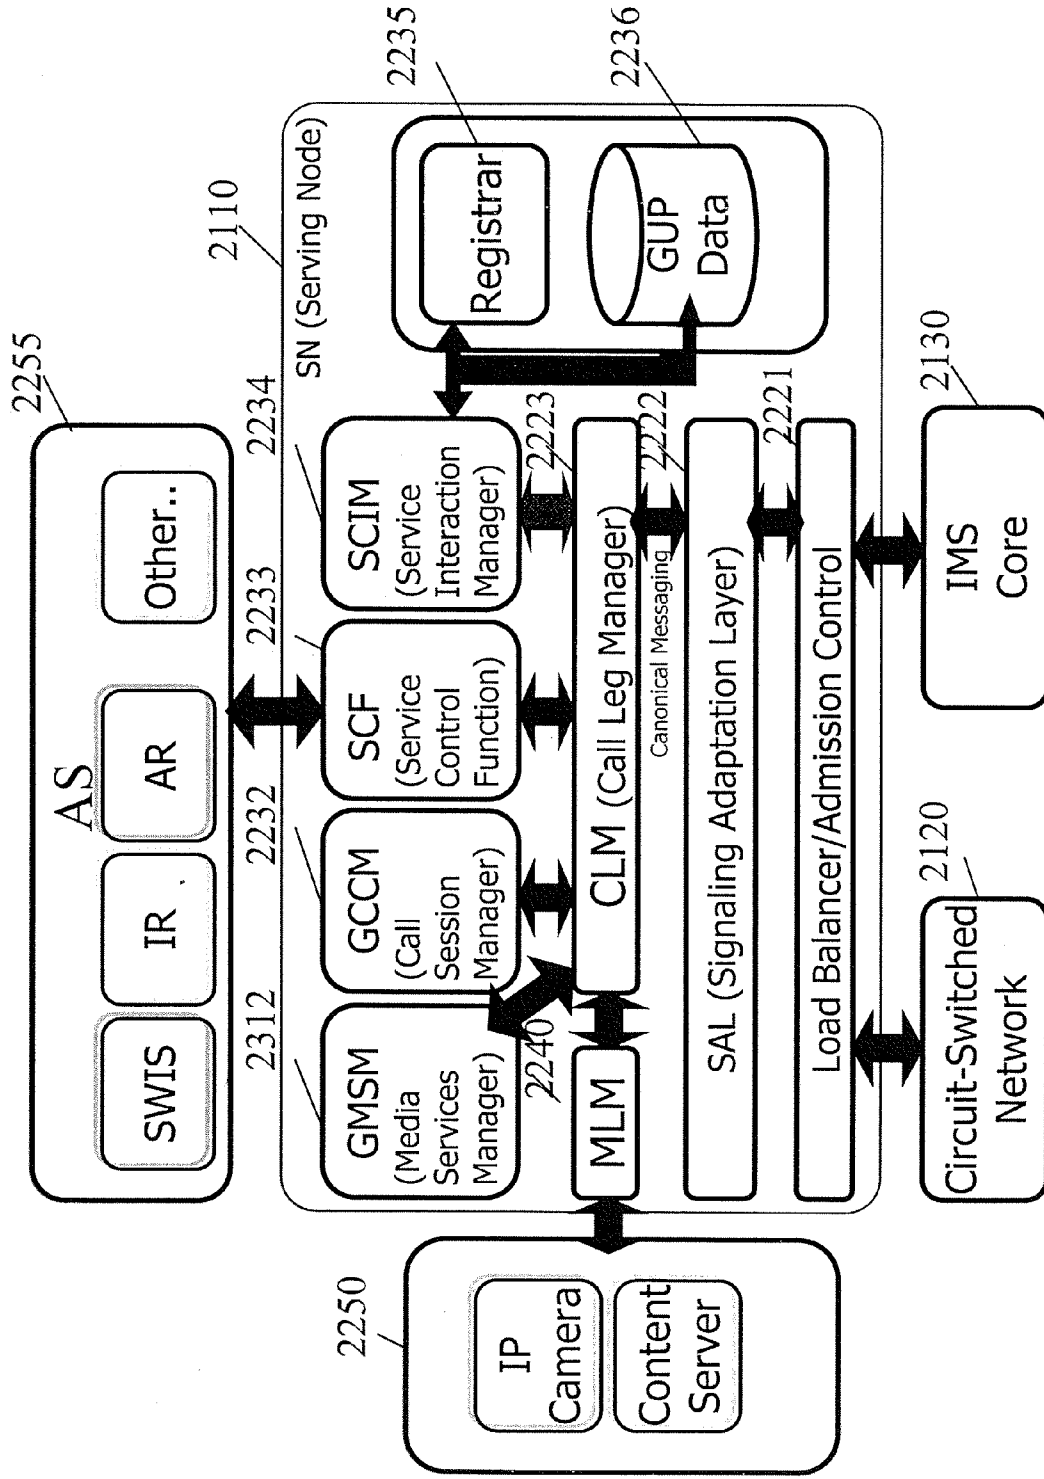 2255
AS
SWIS
IR
AR
Other..
2110
SN (Serving Node)
2312
2232
2233
2234
2235
GMSM
(Media
Services
Manager)
GCCM
(Call
Session
Manager)
SCF
(Service
Control
Function)
SCIM
(Service
Interaction
Manager)
Registrar
2236
GUP
Data
2250
IP
Camera
Content
Server
2240
MLM
2223
CLM (Call Leg Manager)
Canonical Messaging
2222
SAL (Signaling Adaptation Layer)
2221
Load Balancer/Admission Control
2120
Circuit-Switched
Network
2130
IMS
Core